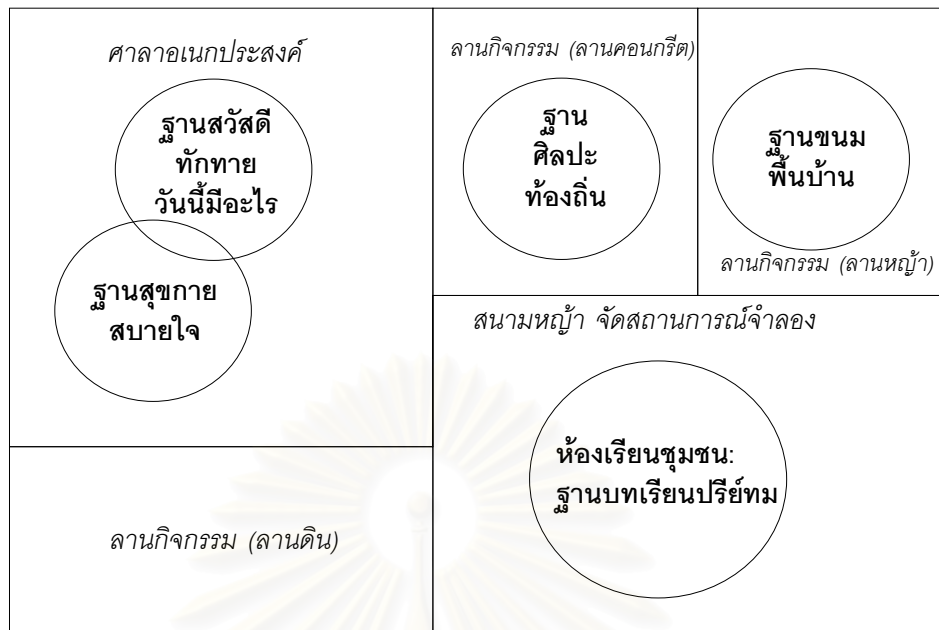 ศาลาอเนกประสงค์
ฐานสวัสดี
ทักทาย
วันนี้มีอะไร
ฐานสุขกาย
สบายใจ
ลานกิจกรรม (ลานคอนกรีต)
ฐาน
ศิลปะ
ท้องถิ่น
ฐานขนม
พื้นบ้าน
ลานกิจกรรม (ลานหญ้า)
สนามหญ้า จัดสถานการณ์จำลอง
ห้องเรียนชุมชน:
ฐานบทเรียนปรีย์ทม
ลานกิจกรรม (ลานดิน)